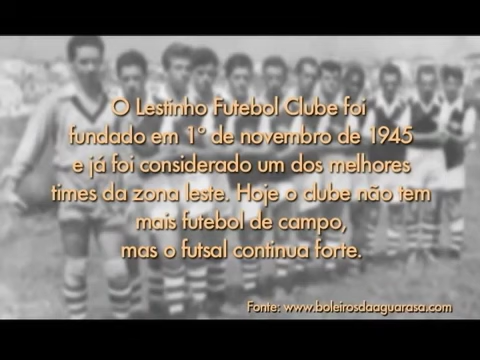 O Lestinho Futebol Clube foi
fundado em 1º de novembro de 1945
e já foi considerado um dos melhores
times da zona leste. Hoje o clube não tem
mais futebol de campo,
mas o futsal continua forte.
Fonte: www.boleirosdaaguarasa.com